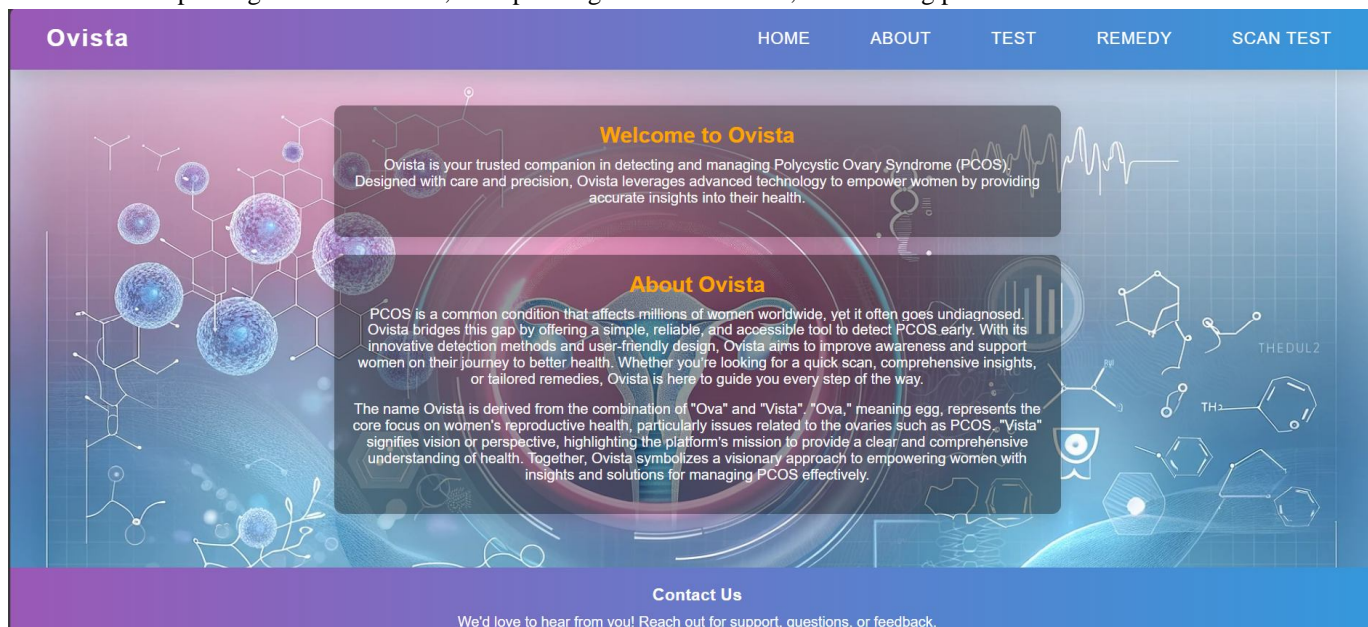 Ovista
HOME ABOUT TEST REMEDY SCAN TEST
Welcome to Ovista
Ovista is your trusted companion in detecting and managing Polycystic Ovary Syndrome (PCOS).
Designed with care and precision, Ovista leverages advanced technology to empower women by providing
accurate insights into their health.
About Ovista
PCOS is a common condition that affects millions of women worldwide, yet it often goes undiagnosed.
Ovista bridges this gap by offering a simple, reliable, and accessible tool to detect PCOS early. With its
innovative detection methods and user-friendly design, Ovista aims to improve awareness and support
women on their journey to better health. Whether you're looking for a quick scan, comprehensive insights,
or tailored remedies, Ovista is here to guide you every step of the way.
The name Ovista is derived from the combination of "Ova" and "Vista". "Ova," meaning egg, represents the
core focus on women's reproductive health, particularly issues related to the ovaries such as PCOS. "Vista"
signifies vision or perspective, highlighting the platform's mission to provide a clear and comprehensive
understanding of health. Together, Ovista symbolizes a visionary approach to empowering women with
insights and solutions for managing PCOS effectively.
THEDUL2
TH2
Contact Us
We'd love to hear from you! Reach out for support, questions, or feedback.